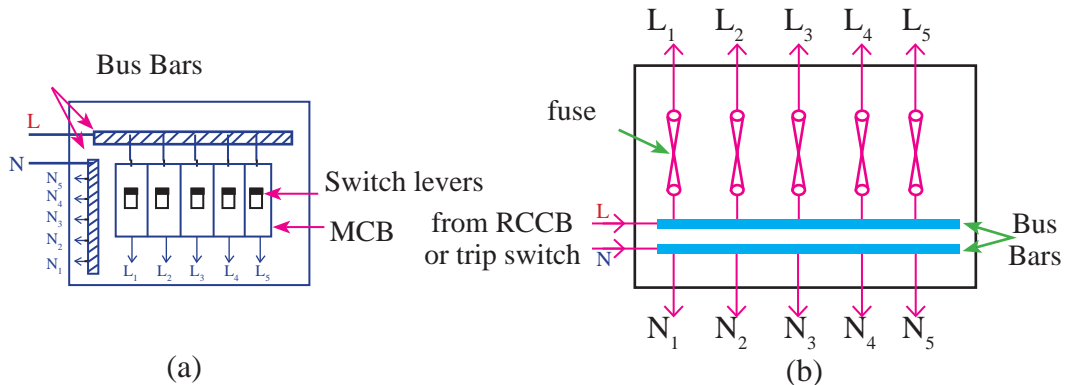 Bus Bars
L
N
N₅
N₄
N₃
N₂
N₁
Switch levers
MCB
L₁ L₂ L₃ L₄ L₅
(a)
L₁ L₂ L₃ L₄ L₅
fuse
L
from RCCB
or trip switch
N
Bus
Bars
N₁ N₂ N₃ N₄ N₅
(b)